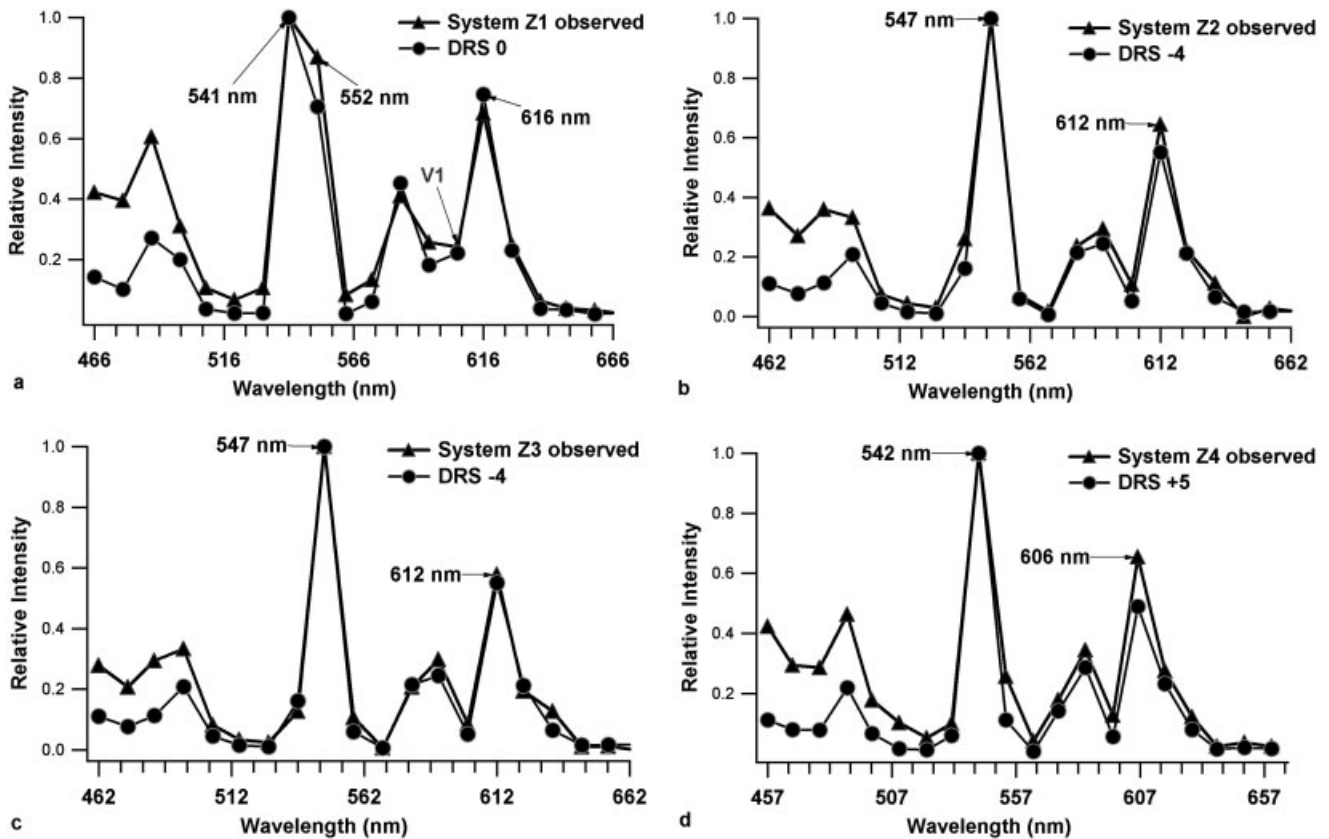 System Z1 observed
DRS 0
541 nm
552 nm
616 nm
V1
1.0
0.8
0.6
0.4
0.2
Relative Intensity
466 516 566 616 666
Wavelength (nm)
a
System Z2 observed
DRS -4
547 nm
612 nm
1.0
0.8
0.6
0.4
0.2
0.0
Relative Intensity
462 512 562 612 662
Wavelength (nm)
b
System Z3 observed
DRS -4
547 nm
612 nm
1.0
0.8
0.6
0.4
0.2
0.0
Relative Intensity
462 512 562 612 662
Wavelength (nm)
c
System Z4 observed
DRS +5
542 nm
606 nm
1.0
0.8
0.6
0.4
0.2
Relative Intensity
457 507 557 607 657
Wavelength (nm)
d